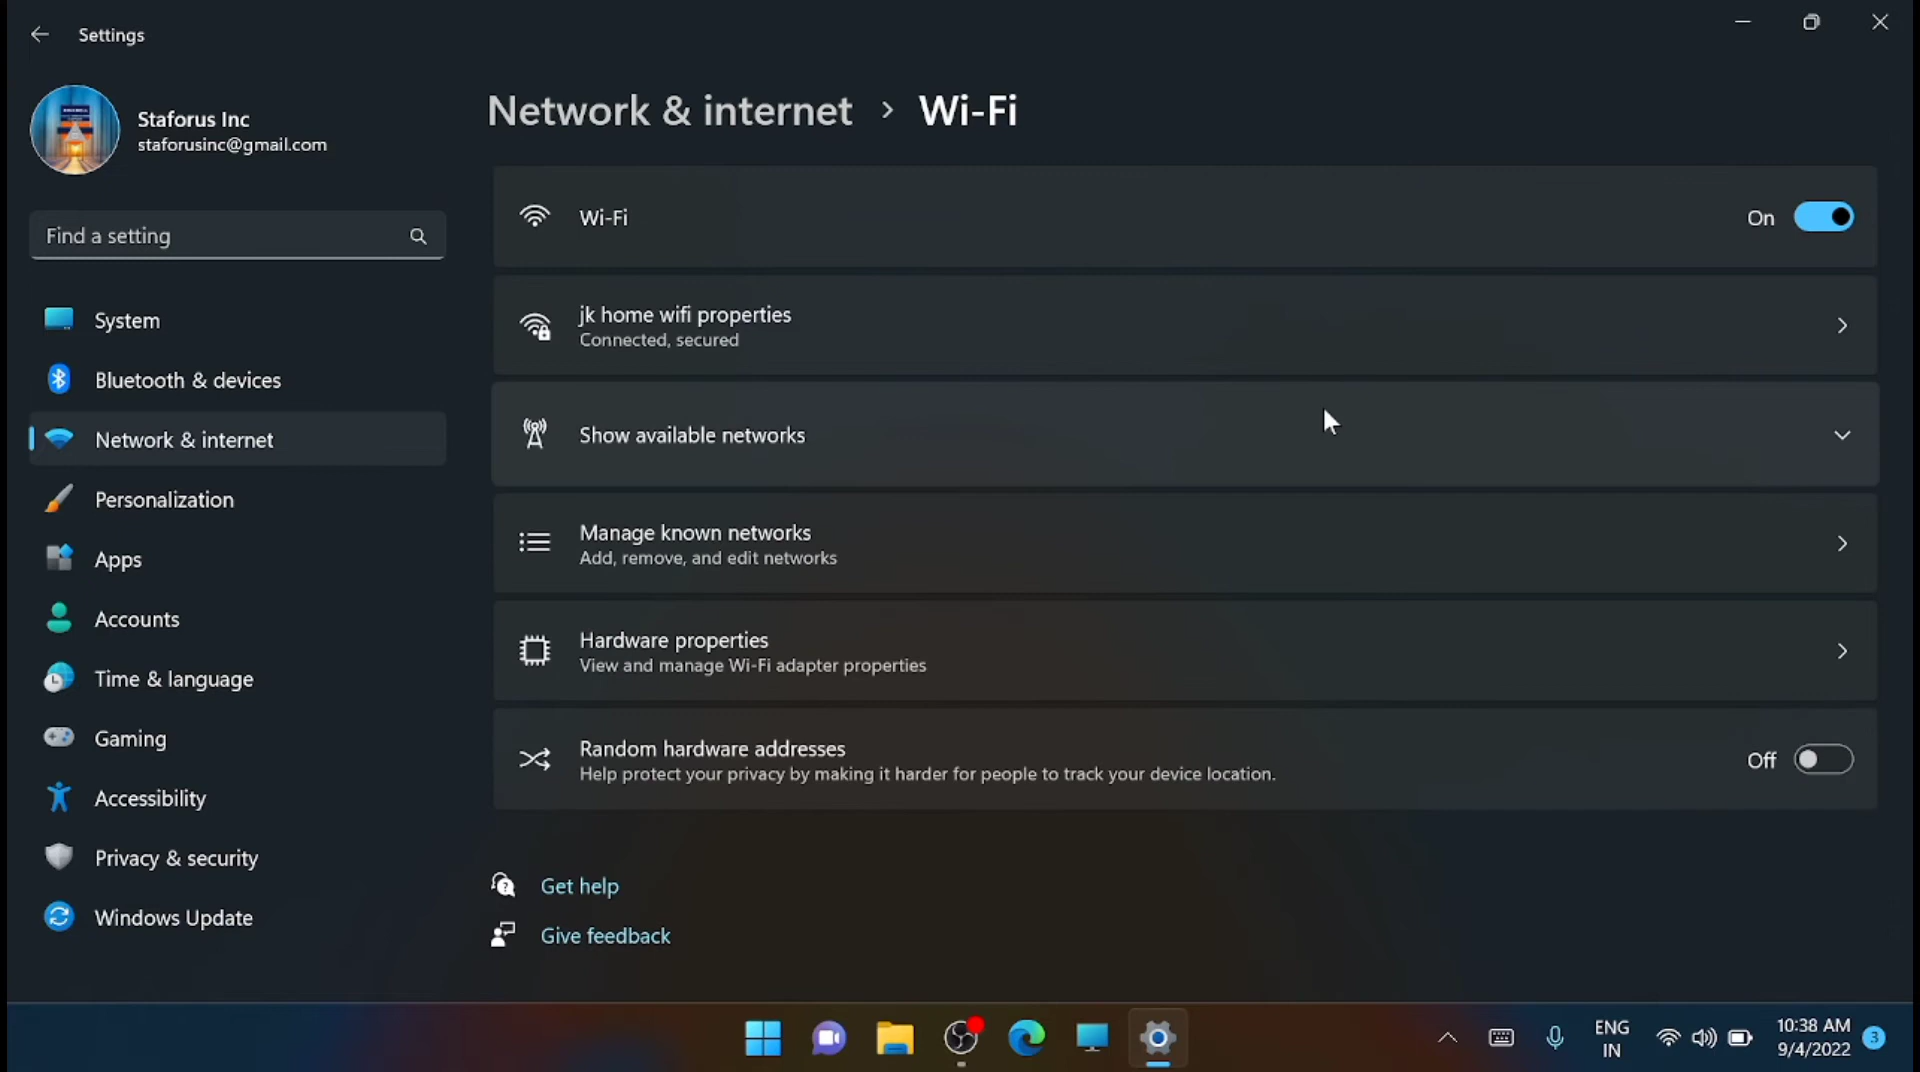 Settings
Staforus Inc
staforusinc@gmail.com
Find a setting
System
Bluetooth & devices
Network & internet
Personalization
Apps
Accounts
Time & language
Gaming
Accessibility
Privacy & security
Windows Update
Network & internet > Wi-Fi
Wi-Fi
On
jk home wifi properties
Connected, secured
Show available networks
Manage known networks
Add, remove, and edit networks
Hardware properties
View and manage Wi-Fi adapter properties
Random hardware addresses
Help protect your privacy by making it harder for people to track your device location.
Off
Get help
Give feedback
ENG
IN
10:38 AM
9/4/2022
3